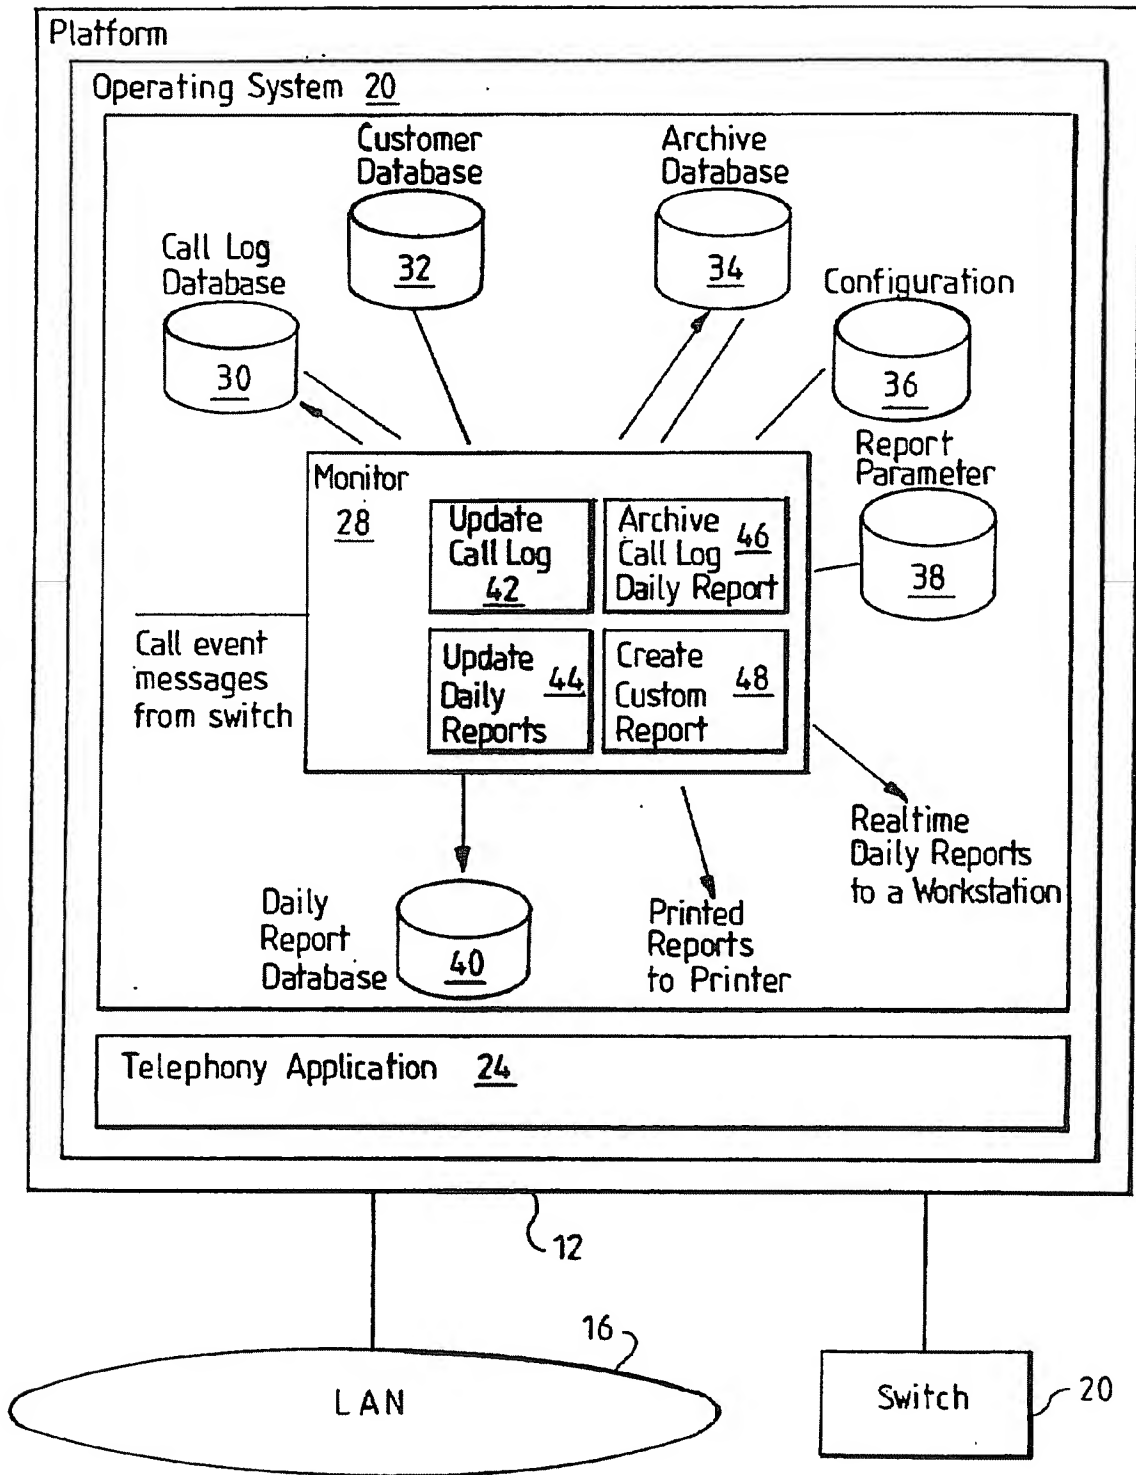 Platform
Operating System 20
Customer
Database
32
Archive
Database
34
Call Log
Database
30
Configuration
36
Report
Parameter
38
Monitor
28
Update
Call Log
42
Archive
Call Log
Daily Report
46
Update
Daily
Reports
44
Create
Custom
Report
48
Call event
messages
from switch
Realtime
Daily Reports
to a Workstation
Daily
Report
Database
40
Printed
Reports
to Printer
Telephony Application 24
12
16
LAN
Switch
20